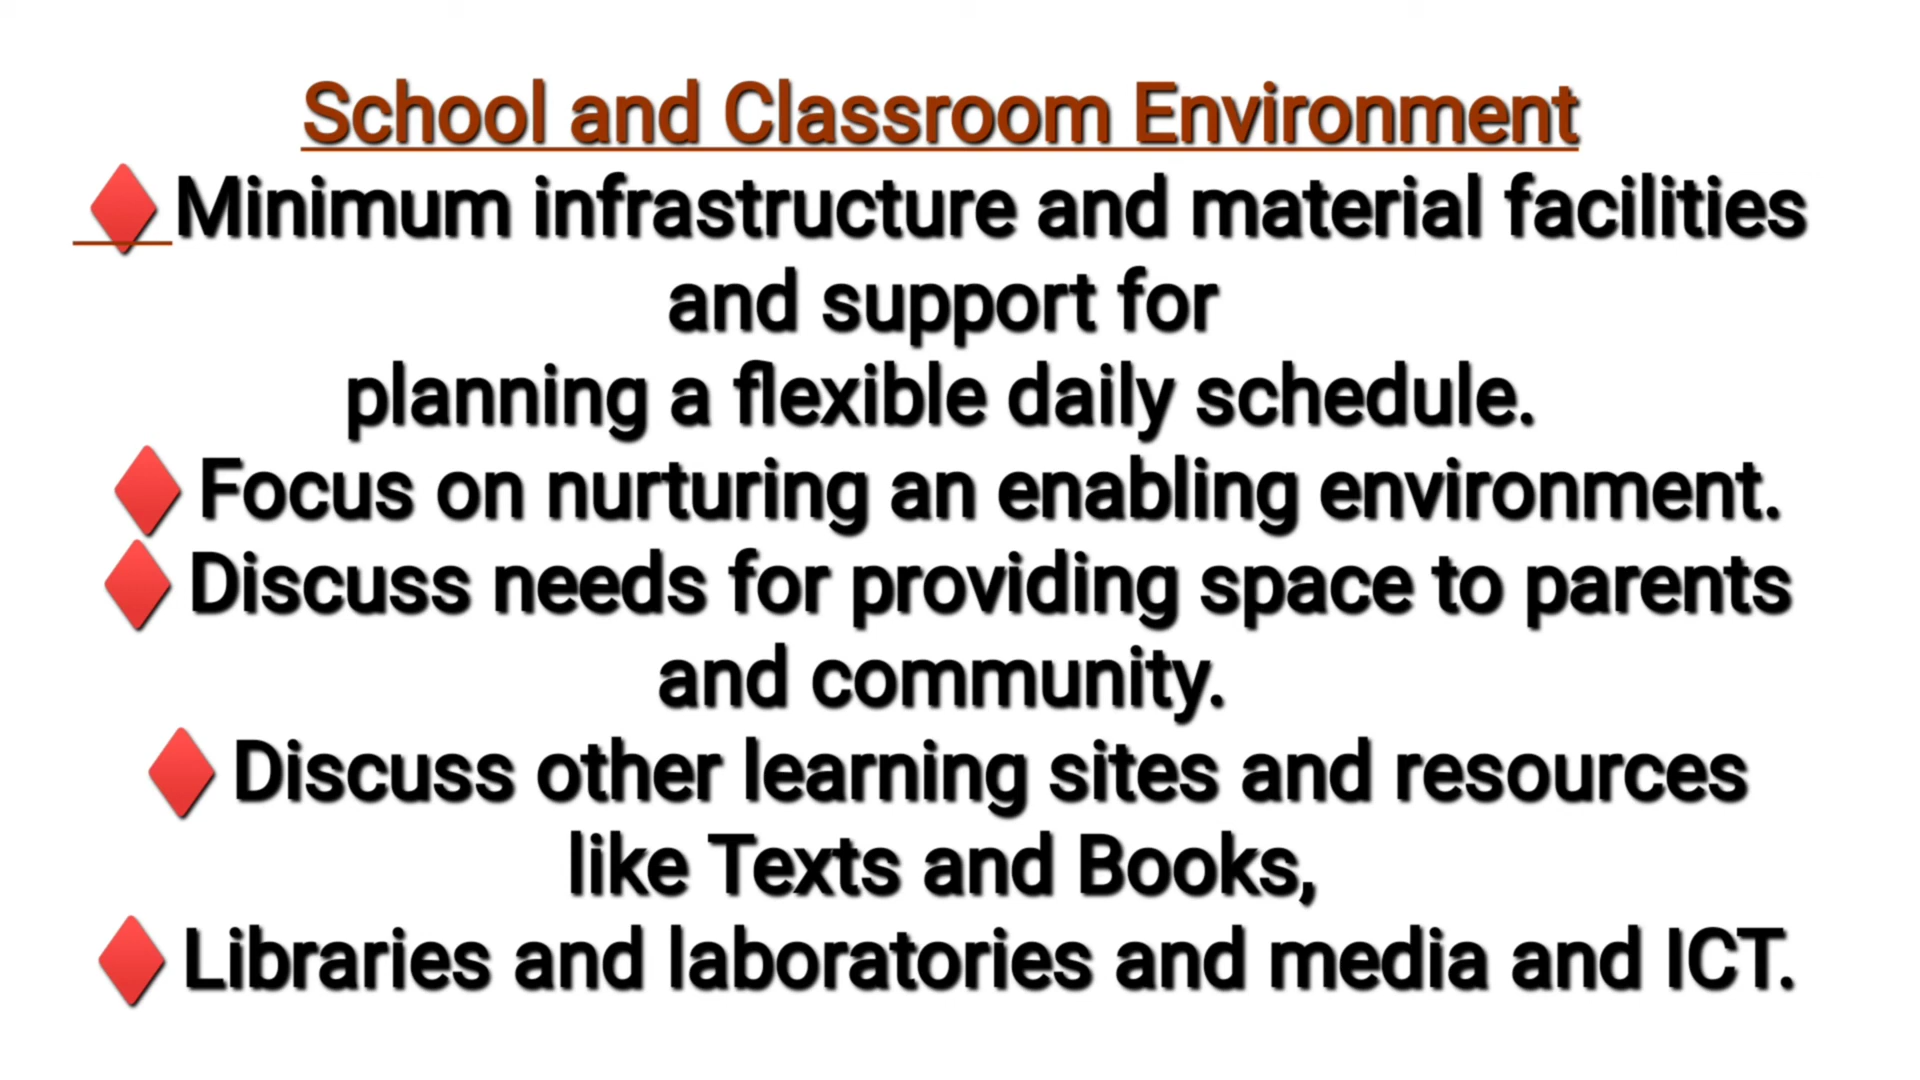 School and Classroom Environment
♦Minimum infrastructure and material facilities
and support for
planning a flexible daily schedule.
♦Focus on nurturing an enabling environment.
♦Discuss needs for providing space to parents
and community.
♦Discuss other learning sites and resources
like Texts and Books,
♦Libraries and laboratories and media and ICT.